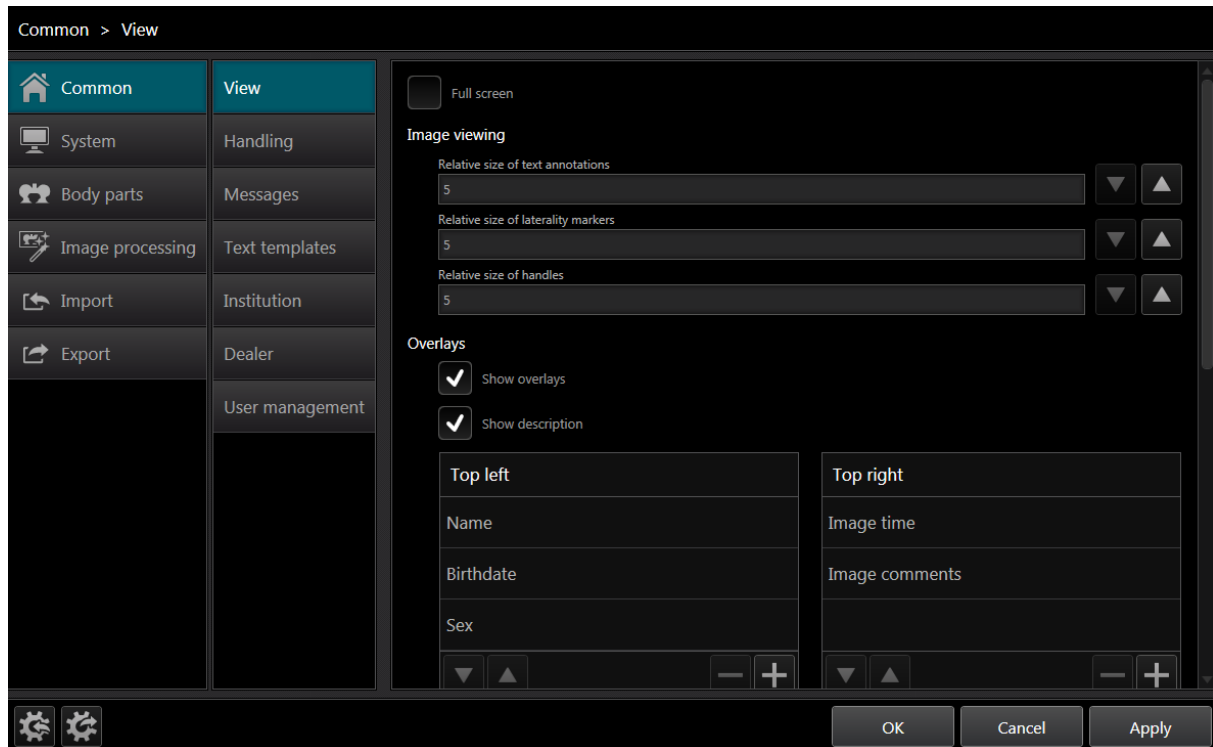 Common > View
Common
System
Body parts
Image processing
Import
Export
View
Handling
Messages
Text templates
Institution
Dealer
User management
Full screen
Image viewing
Relative size of text annotations
5
Relative size of laterality markers
5
Relative size of handles
5
Overlays
Show overlays
Show description
Top left
Name
Birthdate
Sex
Top right
Image time
Image comments
OK
Cancel
Apply